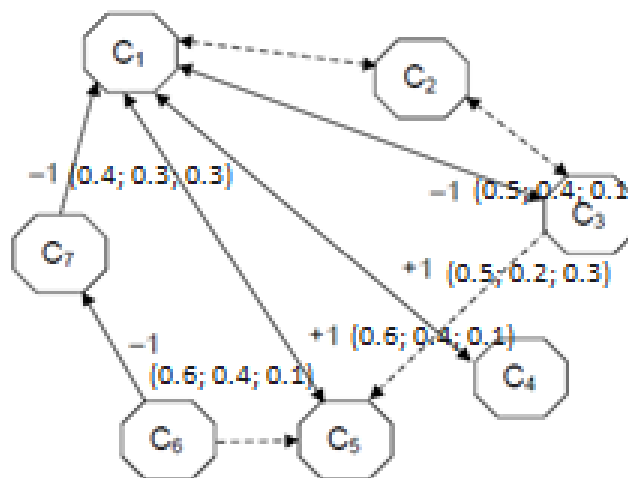 C₁
C₂
−1 (0.4; 0.3; 0.3)
−1 (0.5; 0.4; 0.1
C₃
C₇
+1 (0.5; 0.2; 0.3)
+1 (0.6; 0.4; 0.1)
−1
(0.6; 0.4; 0.1)
C₄
C₆
C₅